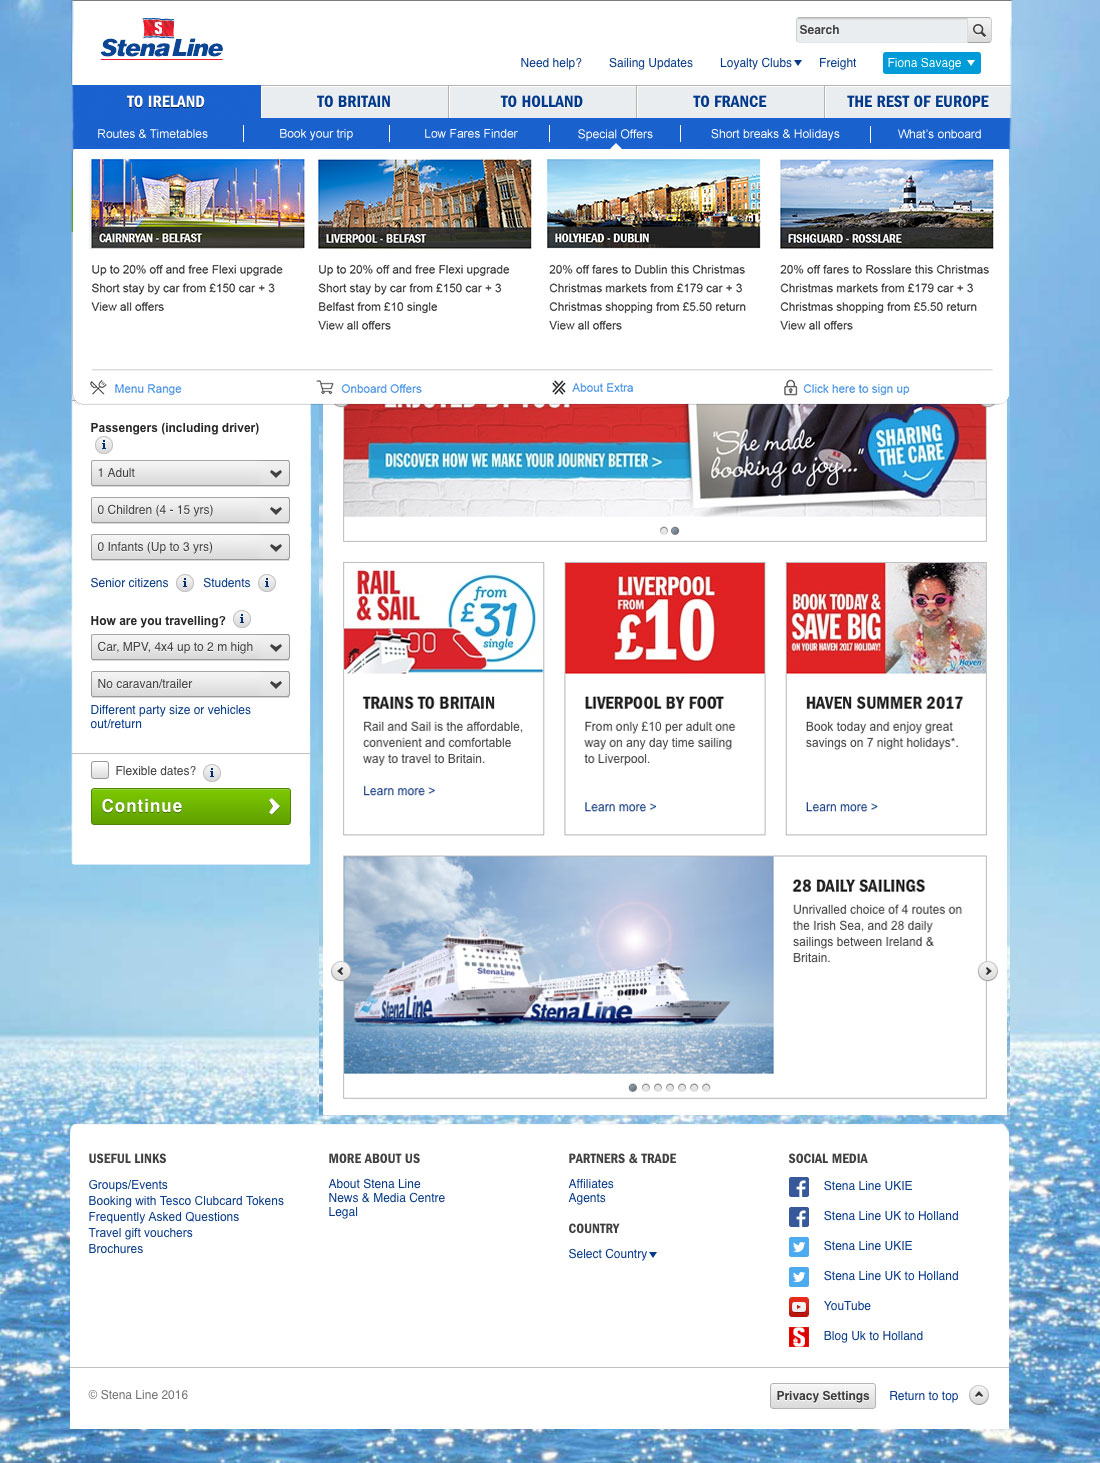 S
Stena Line
Search
Need help?
Sailing Updates
Loyalty Clubs
Freight
Fiona Savage
TO IRELAND
TO BRITAIN
TO HOLLAND
TO FRANCE
THE REST OF EUROPE
Routes & Timetables
Book your trip
Low Fares Finder
Special Offers
Short breaks & Holidays
What's onboard
CAIRNRYAN - BELFAST
Up to 20% off and free Flexi upgrade
Short stay by car from £150 car + 3
View all offers
LIVERPOOL - BELFAST
Up to 20% off and free Flexi upgrade
Short stay by car from £150 car + 3
Belfast from £10 single
View all offers
HOLYHEAD - DUBLIN
20% off fares to Dublin this Christmas
Christmas markets from £179 car + 3
Christmas shopping from £5.50 return
View all offers
FISHGUARD - ROSSLARE
20% off fares to Rosslare this Christmas
Christmas markets from £179 car + 3
Christmas shopping from £5.50 return
View all offers
Menu Range
Onboard Offers
About Extra
Click here to sign up
Passengers (including driver)
i
1 Adult
0 Children (4 - 15 yrs)
0 Infants (Up to 3 yrs)
Senior citizens i Students i
How are you travelling? i
Car, MPV, 4x4 up to 2 m high
No caravan/trailer
Different party size or vehicles
out/return
Flexible dates? i
Continue
ENJOYED BY YOU.
DISCOVER HOW WE MAKE YOUR JOURNEY BETTER >
"She made
booking a joy..."
SHARING
THE CARE
RAIL
& SAIL
from
£31
single
TRAINS TO BRITAIN
Rail and Sail is the affordable,
convenient and comfortable
way to travel to Britain.
Learn more >
LIVERPOOL
FROM
£10
LIVERPOOL BY FOOT
From only £10 per adult one
way on any day time sailing
to Liverpool.
Learn more >
BOOK TODAY &
SAVE BIG
ON YOUR HAVEN 2017 HOLIDAY!
Haven
HAVEN SUMMER 2017
Book today and enjoy great
savings on 7 night holidays*.
Learn more >
Stena Line
Stena Line
Stena Line
28 DAILY SAILINGS
Unrivalled choice of 4 routes on
the Irish Sea, and 28 daily
sailings between Ireland &
Britain.
USEFUL LINKS
Groups/Events
Booking with Tesco Clubcard Tokens
Frequently Asked Questions
Travel gift vouchers
Brochures
MORE ABOUT US
About Stena Line
News & Media Centre
Legal
PARTNERS & TRADE
Affiliates
Agents
COUNTRY
Select Country
SOCIAL MEDIA
Stena Line UKIE
Stena Line UK to Holland
Stena Line UKIE
Stena Line UK to Holland
YouTube
S Blog Uk to Holland
© Stena Line 2016
Privacy Settings
Return to top